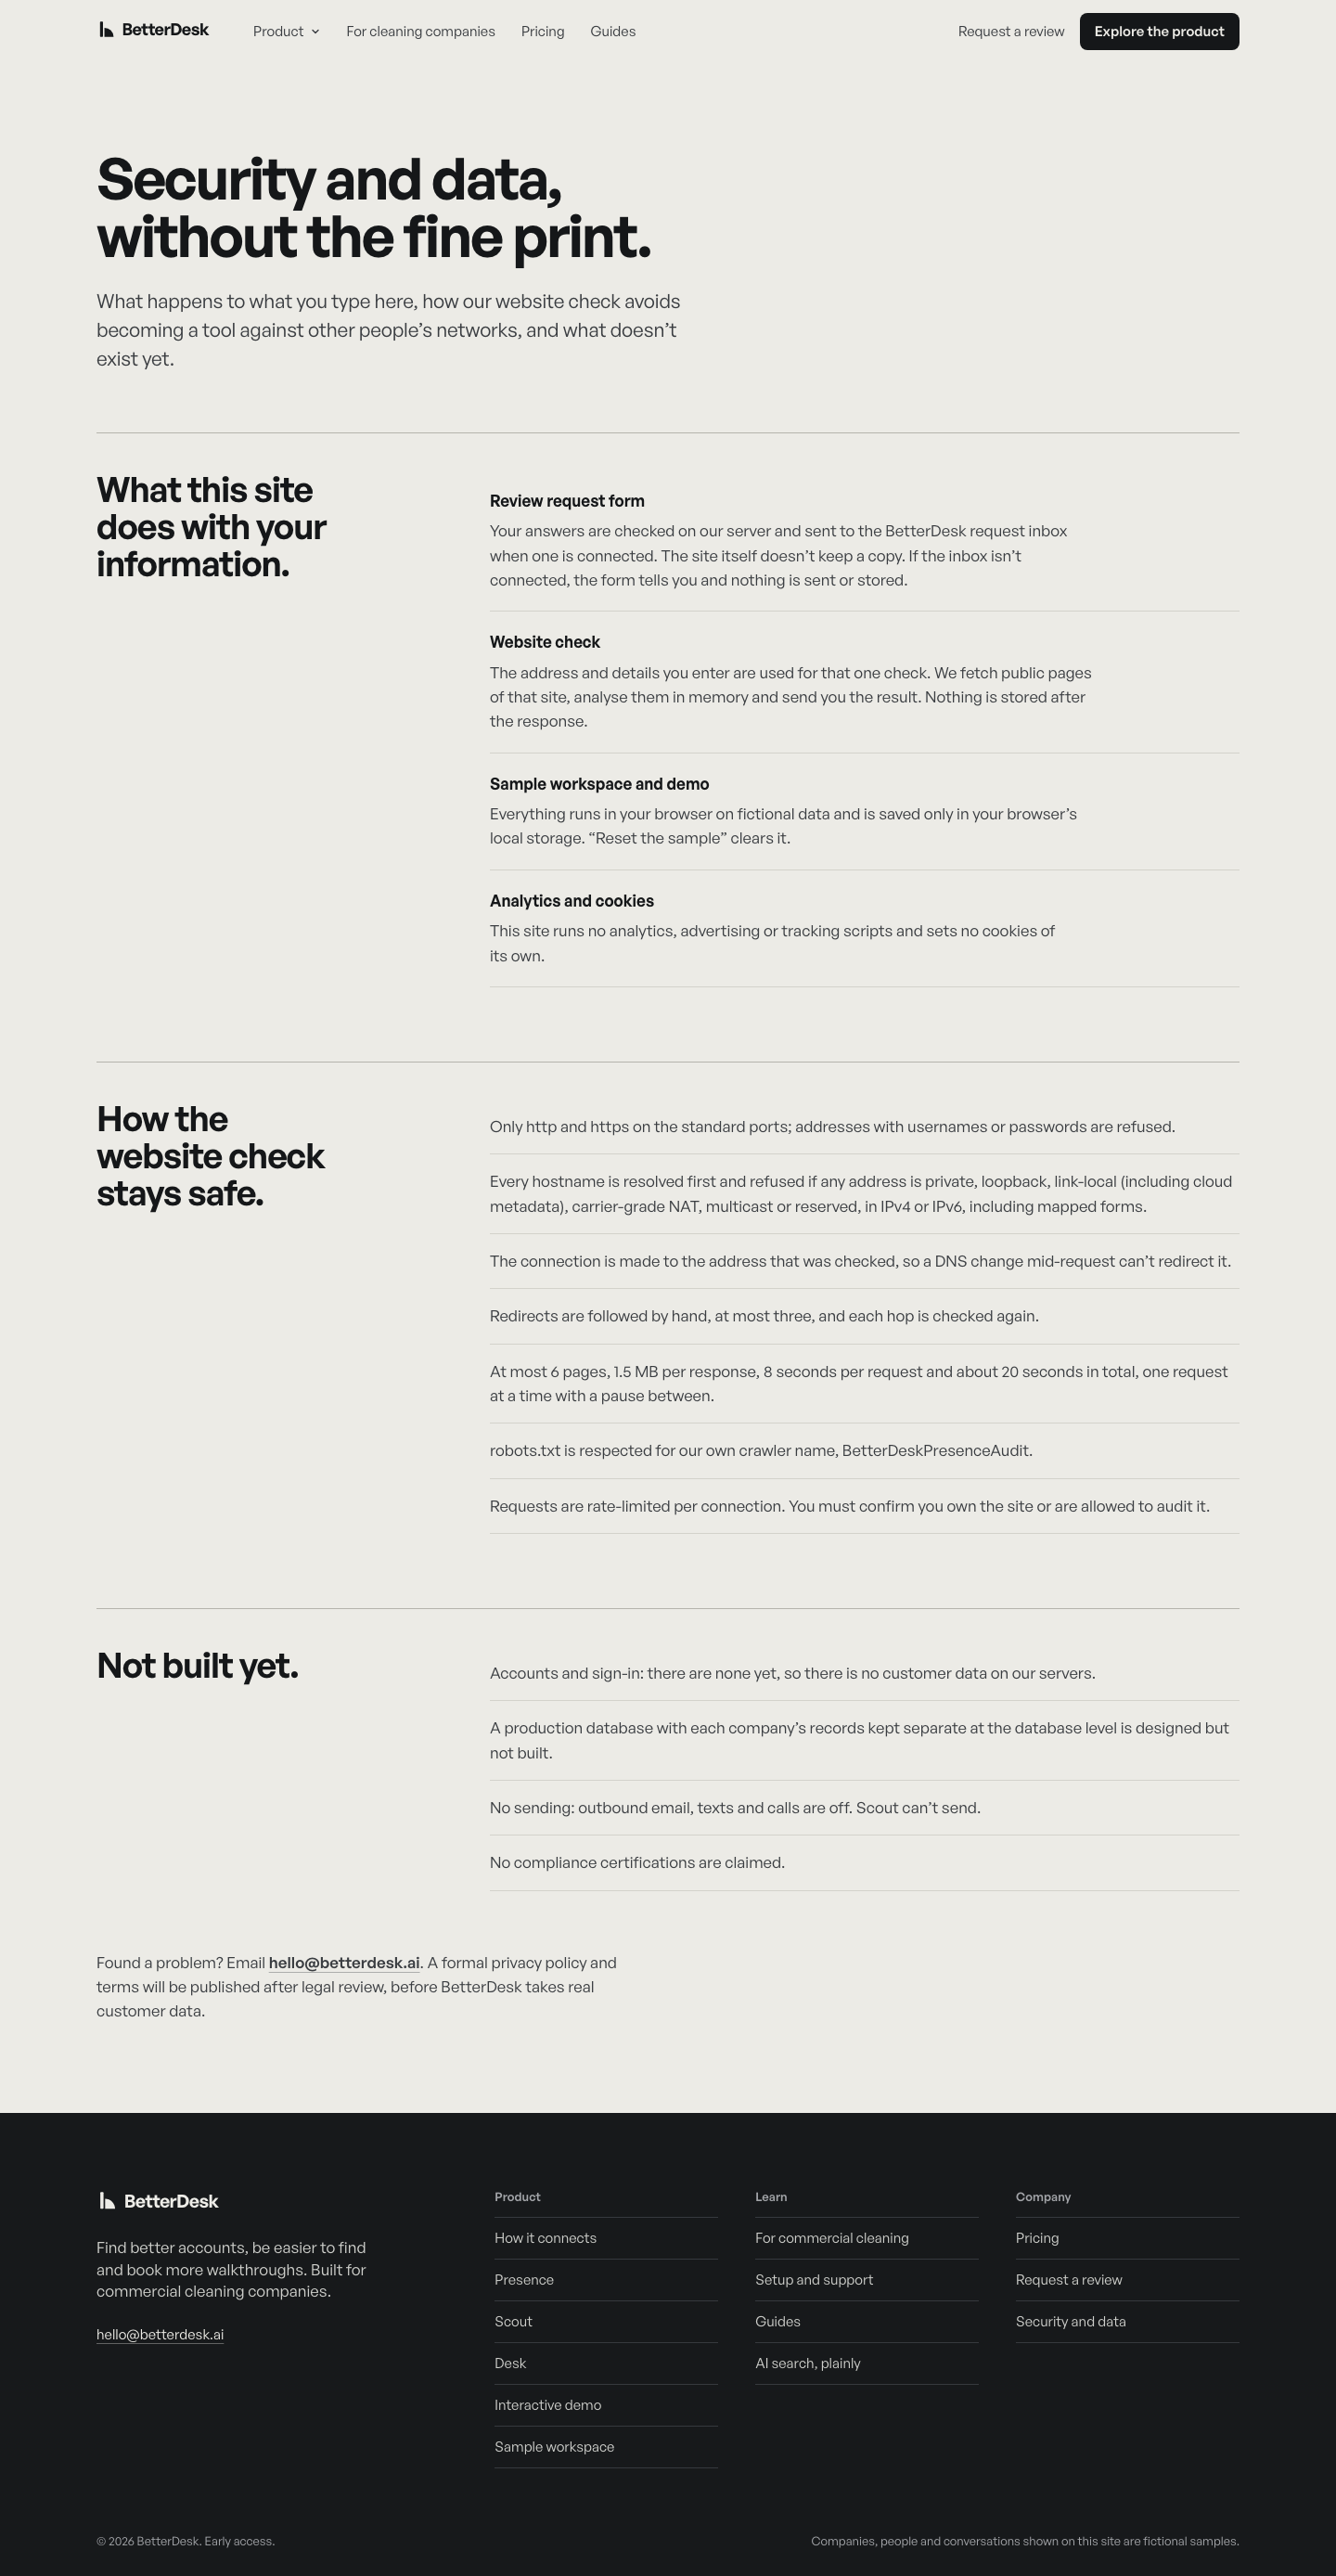 BetterDesk
Product
For cleaning companies
Pricing
Guides
Request a review
Explore the product
Security and data,
without the fine print.
What happens to what you type here, how our website check avoids
becoming a tool against other people’s networks, and what doesn’t
exist yet.
What this site
does with your
information.
Review request form
Your answers are checked on our server and sent to the BetterDesk request inbox
when one is connected. The site itself doesn’t keep a copy. If the inbox isn’t
connected, the form tells you and nothing is sent or stored.
Website check
The address and details you enter are used for that one check. We fetch public pages
of that site, analyse them in memory and send you the result. Nothing is stored after
the response.
Sample workspace and demo
Everything runs in your browser on fictional data and is saved only in your browser’s
local storage. “Reset the sample” clears it.
Analytics and cookies
This site runs no analytics, advertising or tracking scripts and sets no cookies of
its own.
How the
website check
stays safe.
Only http and https on the standard ports; addresses with usernames or passwords are refused.
Every hostname is resolved first and refused if any address is private, loopback, link-local (including cloud
metadata), carrier-grade NAT, multicast or reserved, in IPv4 or IPv6, including mapped forms.
The connection is made to the address that was checked, so a DNS change mid-request can’t redirect it.
Redirects are followed by hand, at most three, and each hop is checked again.
At most 6 pages, 1.5 MB per response, 8 seconds per request and about 20 seconds in total, one request
at a time with a pause between.
robots.txt is respected for our own crawler name, BetterDeskPresenceAudit.
Requests are rate-limited per connection. You must confirm you own the site or are allowed to audit it.
Not built yet.
Accounts and sign-in: there are none yet, so there is no customer data on our servers.
A production database with each company’s records kept separate at the database level is designed but
not built.
No sending: outbound email, texts and calls are off. Scout can’t send.
No compliance certifications are claimed.
Found a problem? Email hello@betterdesk.ai. A formal privacy policy and
terms will be published after legal review, before BetterDesk takes real
customer data.
BetterDesk
Find better accounts, be easier to find
and book more walkthroughs. Built for
commercial cleaning companies.
hello@betterdesk.ai
Product
How it connects
Presence
Scout
Desk
Interactive demo
Sample workspace
Learn
For commercial cleaning
Setup and support
Guides
AI search, plainly
Company
Pricing
Request a review
Security and data
© 2026 BetterDesk. Early access.
Companies, people and conversations shown on this site are fictional samples.